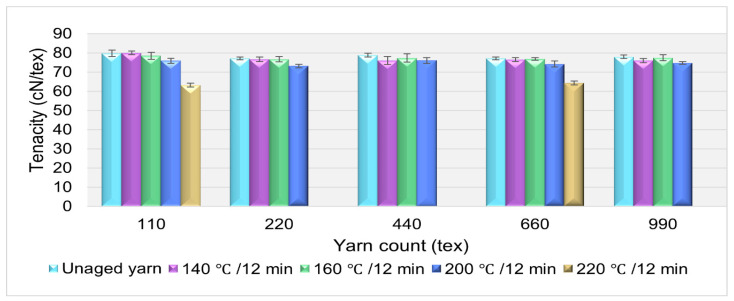 90
80
70
60
50
40
30
20
10
0
Tenacity (cN/tex)
110 220 440 660 990
Yarn count (tex)
Unaged yarn 140 ℃ /12 min 160 ℃ /12 min 200 ℃ /12 min 220 ℃ /12 min